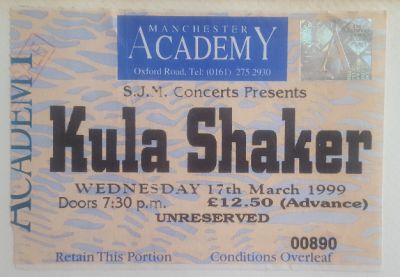 MANCHESTER
ACADEMY
Oxford Road, Tel: (0161) 275 2930
ACADEMY
S.J.M. Concerts Presents
Kula Shaker
WEDNESDAY 17th March 1999
Doors 7:30 p.m. £12.50 (Advance)
UNRESERVED
00890
Retain This Portion Conditions Overleaf